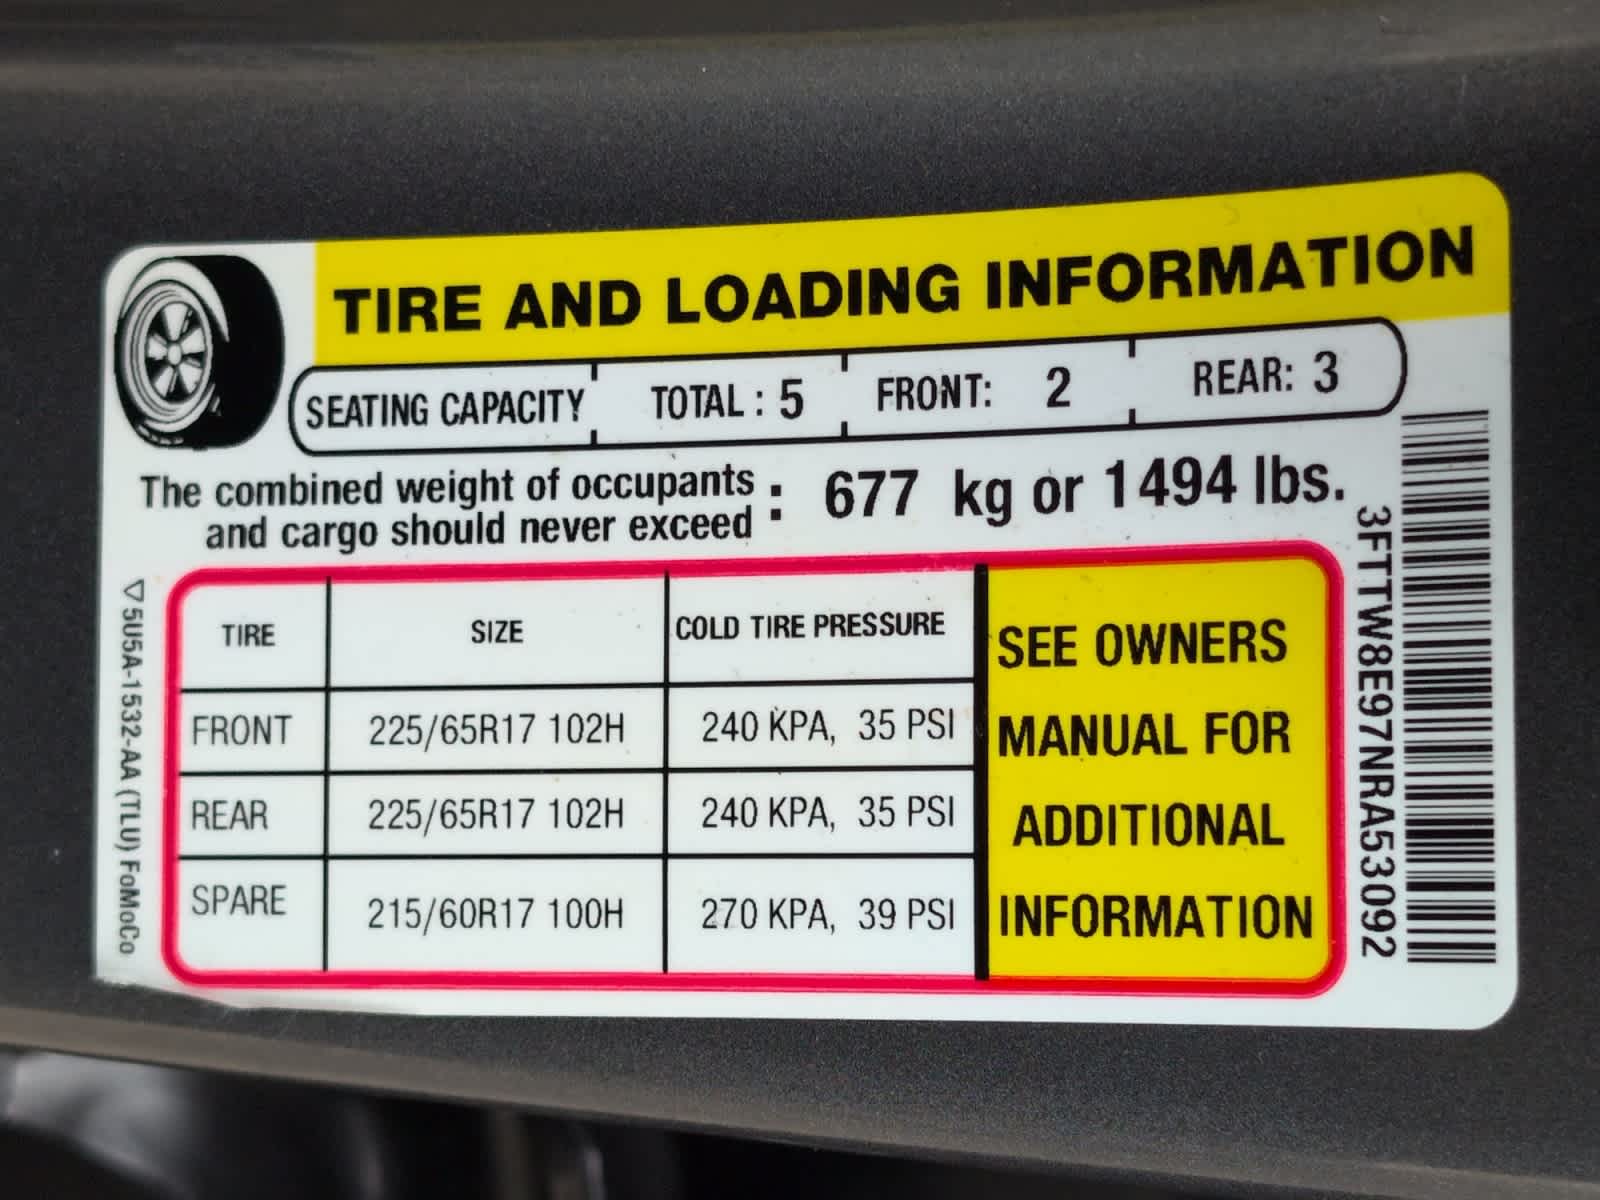 TIRE AND LOADING INFORMATION
SEATING CAPACITY TOTAL : 5 FRONT: 2 REAR: 3
The combined weight of occupants
and cargo should never exceed : 677 kg or 1494 lbs.
TIRE SIZE COLD TIRE PRESSURE
FRONT 225/65R17 102H 240 KPA, 35 PSI
REAR 225/65R17 102H 240 KPA, 35 PSI
SPARE 215/60R17 100H 270 KPA, 39 PSI
SEE OWNERS
MANUAL FOR
ADDITIONAL
INFORMATION
3FTTW8E97NRA53092
5U5A-1532-AA (TLU) FoMoCo